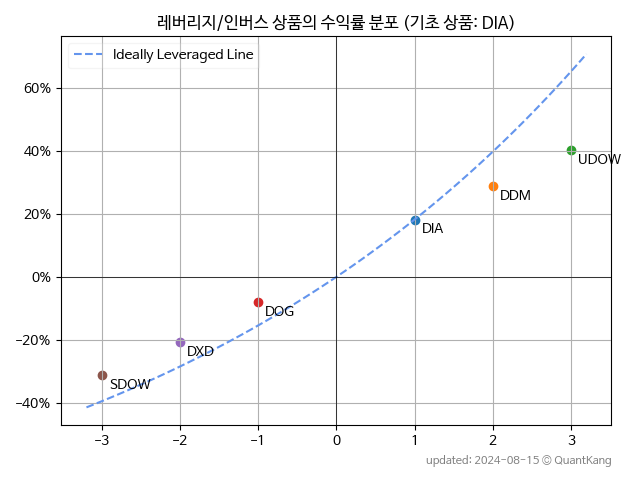 레버리지/인버스 상품의 수익률 분포 (기초 상품: DIA)
Ideally Leveraged Line
60%
40%
20%
0%
−20%
−40%
UDOW
DDM
DIA
DOG
DXD
SDOW
−3 −2 −1 0 1 2 3
updated: 2024-08-15 © QuantKang